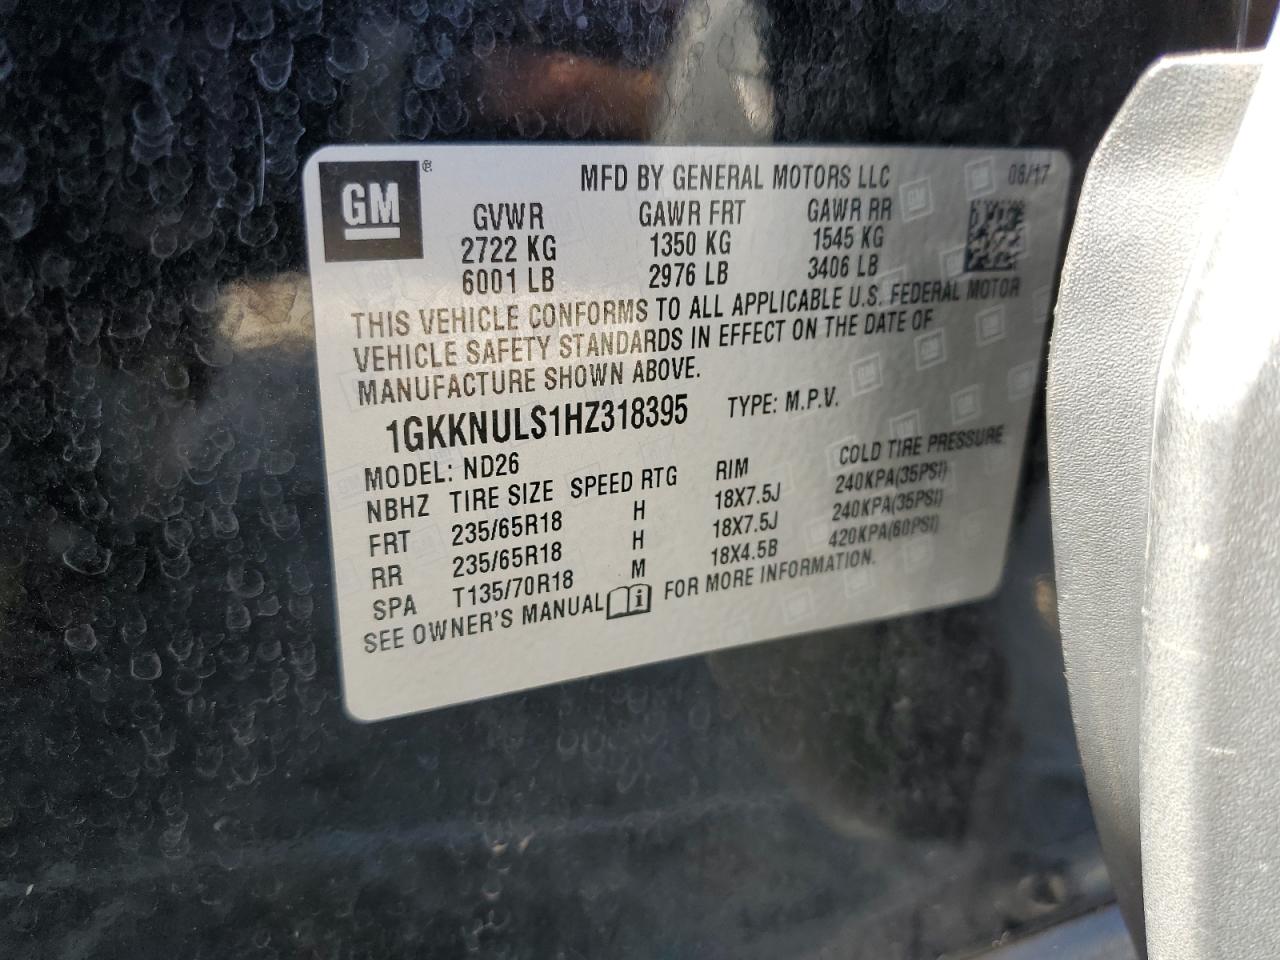 GM®
MFD BY GENERAL MOTORS LLC 06/17
GVWR GAWR FRT GAWR RR
2722 KG 1350 KG 1545 KG
6001 LB 2976 LB 3406 LB
THIS VEHICLE CONFORMS TO ALL APPLICABLE U.S. FEDERAL MOTOR
VEHICLE SAFETY STANDARDS IN EFFECT ON THE DATE OF
MANUFACTURE SHOWN ABOVE.
1GKKNULS1HZ318395 TYPE: M.P.V.
MODEL: ND26
NBHZ TIRE SIZE SPEED RTG RIM COLD TIRE PRESSURE
FRT 235/65R18 H 18X7.5J 240KPA(35PSI)
RR 235/65R18 H 18X7.5J 240KPA(35PSI)
SPA T135/70R18 M 18X4.5B 420KPA(60PSI)
SEE OWNER'S MANUAL i FOR MORE INFORMATION.